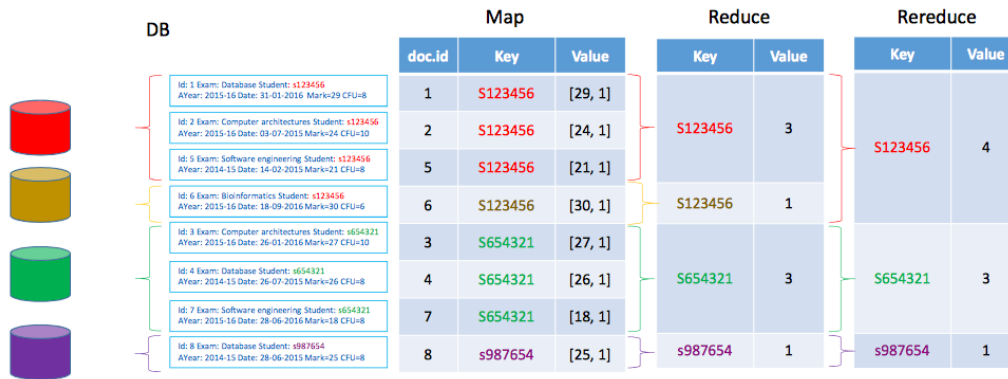 DB
Map
Reduce
Rereduce
doc.id Key Value
Key Value
Key Value
Id: 1 Exam: Database Student: s123456
AYear: 2015-16 Date: 31-01-2016 Mark=29 CFU=8
Id: 2 Exam: Computer architectures Student: s123456
AYear: 2015-16 Date: 03-07-2015 Mark=24 CFU=10
Id: 5 Exam: Software engineering Student: s123456
AYear: 2014-15 Date: 14-02-2015 Mark=21 CFU=8
Id: 6 Exam: Bioinformatics Student: s123456
AYear: 2015-16 Date: 18-09-2016 Mark=30 CFU=6
Id: 3 Exam: Computer architectures Student: s654321
AYear: 2015-16 Date: 26-01-2016 Mark=27 CFU=10
Id: 4 Exam: Database Student: s654321
AYear: 2014-15 Date: 26-07-2015 Mark=26 CFU=8
Id: 7 Exam: Software engineering Student: s654321
AYear: 2015-16 Date: 28-06-2016 Mark=18 CFU=8
Id: 8 Exam: Database Student: s987654
AYear: 2014-15 Date: 28-06-2015 Mark=25 CFU=8
1 S123456 [29, 1]
2 S123456 [24, 1]
5 S123456 [21, 1]
6 S123456 [30, 1]
3 S654321 [27, 1]
4 S654321 [26, 1]
7 S654321 [18, 1]
8 s987654 [25, 1]
S123456 3
S123456 1
S654321 3
s987654 1
S123456 4
S654321 3
s987654 1